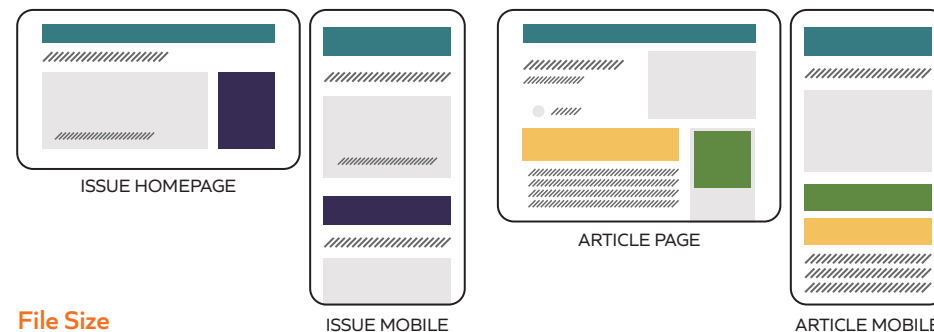 ISSUE HOMEPAGE
ARTICLE PAGE
File Size
ISSUE MOBILE
ARTICLE MOBILE